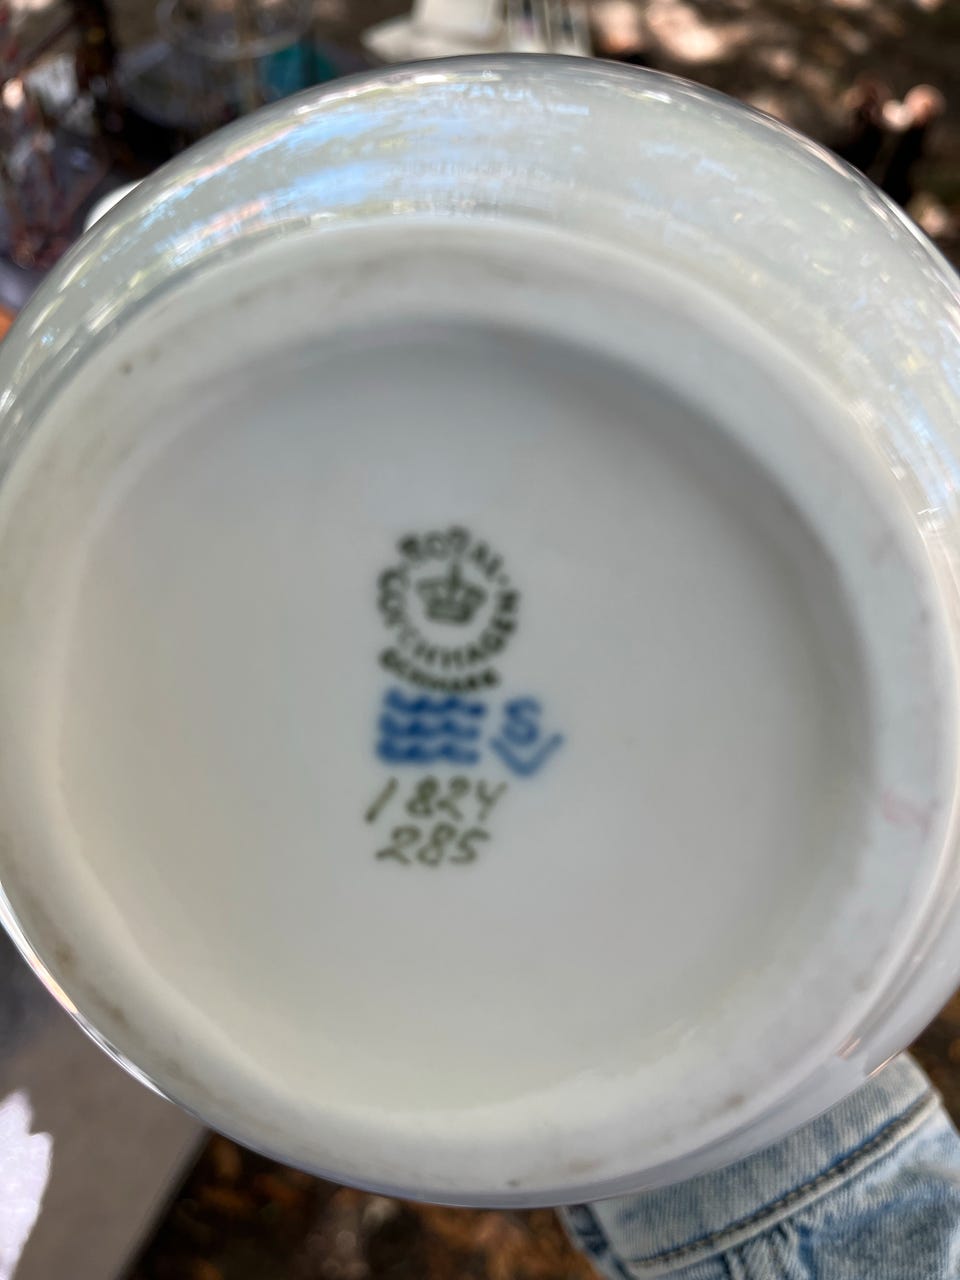 ROYAL
COPENHAGEN
DENMARK
1824
285